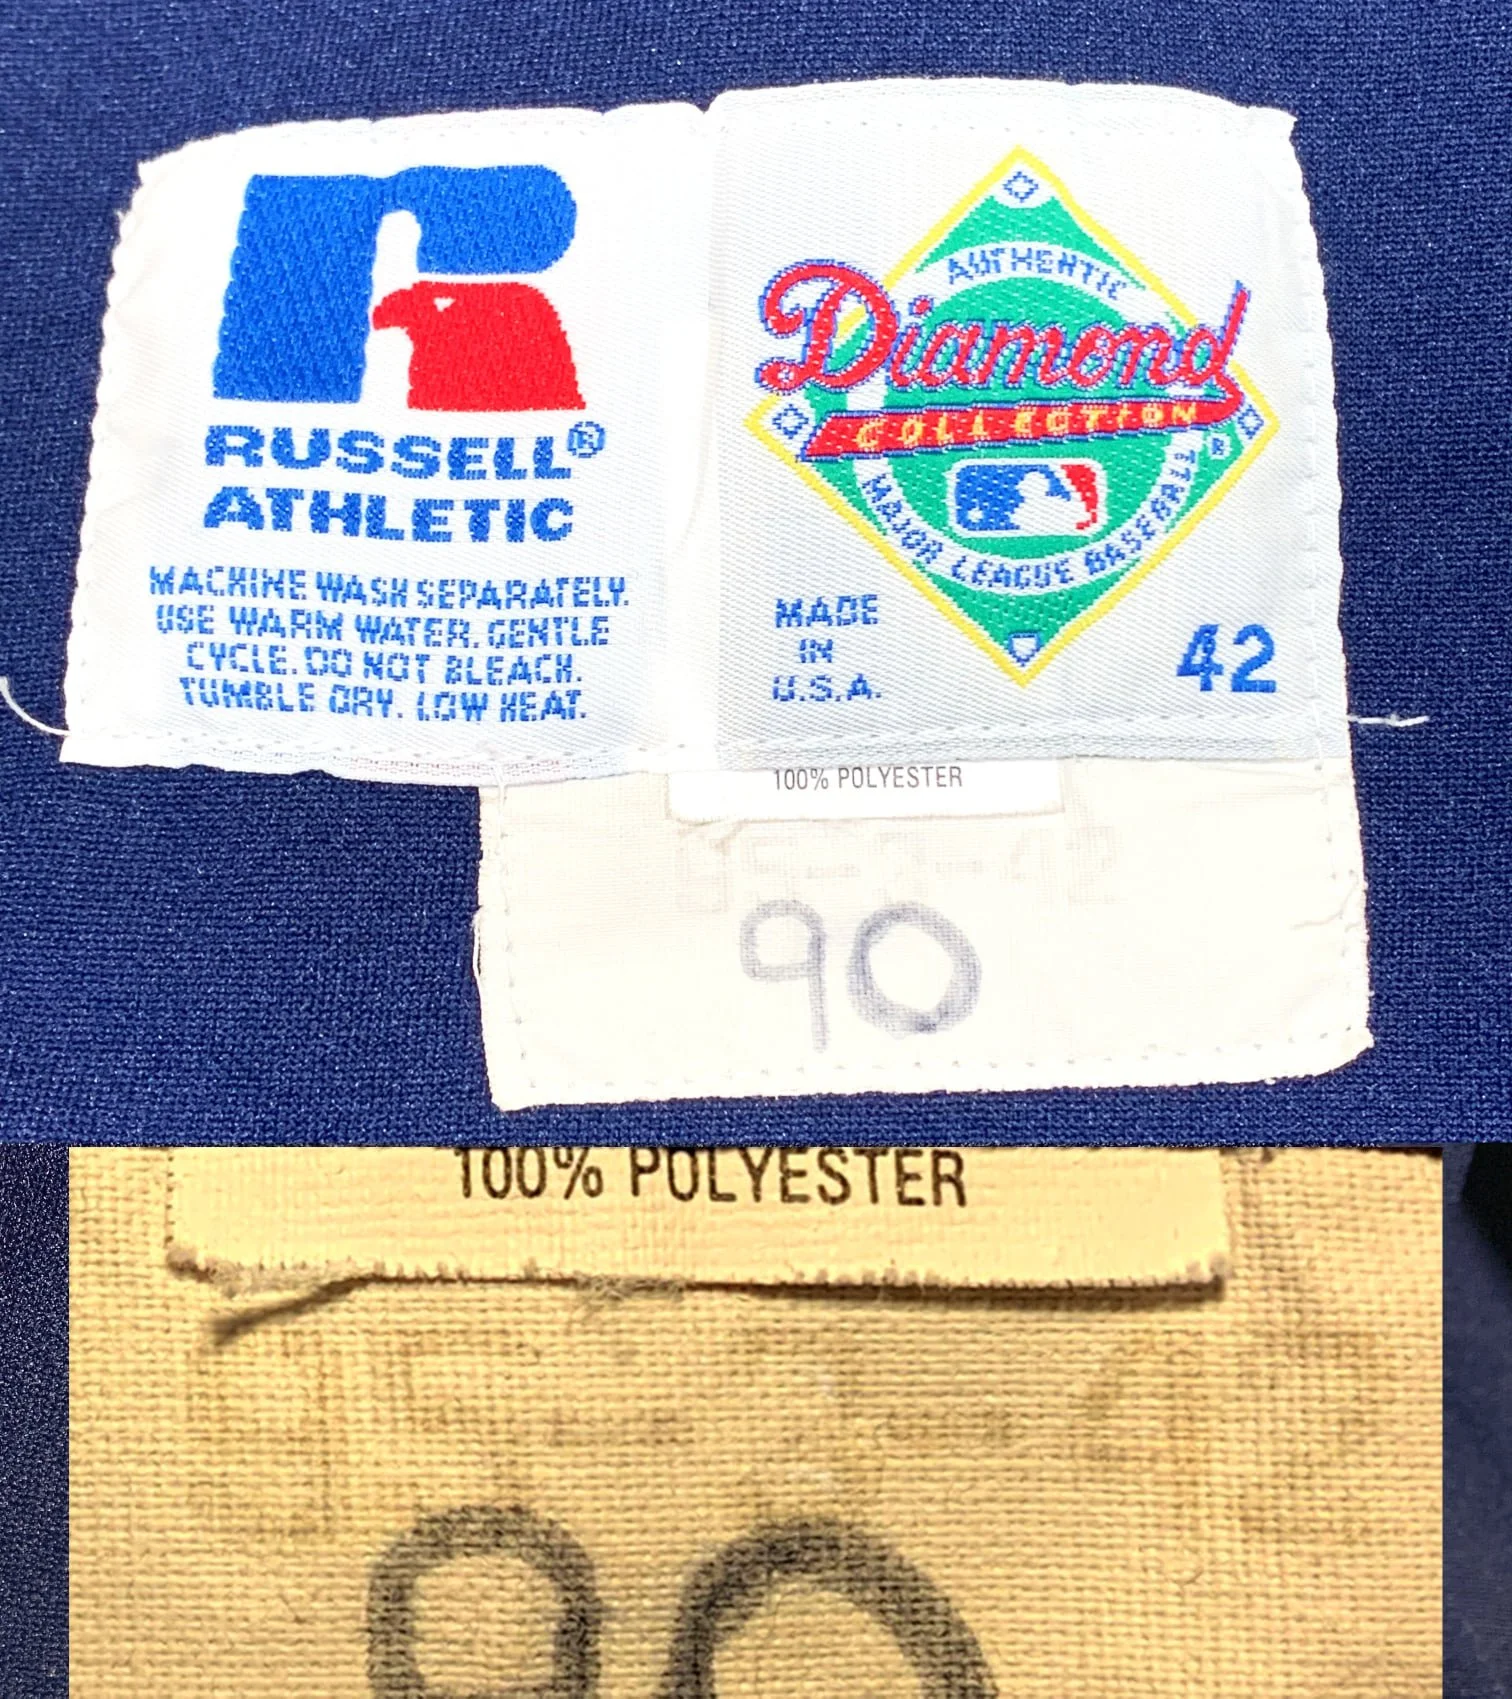 RUSSELL®
ATHLETIC
MACHINE WASH SEPARATELY.
USE WARM WATER. GENTLE
CYCLE. DO NOT BLEACH.
TUMBLE DRY. LOW HEAT.
AUTHENTIC
Diamond
COLLECTION
®
MAJOR LEAGUE BASEBALL
MADE
IN
U.S.A.
42
100% POLYESTER
90
100% POLYESTER
90